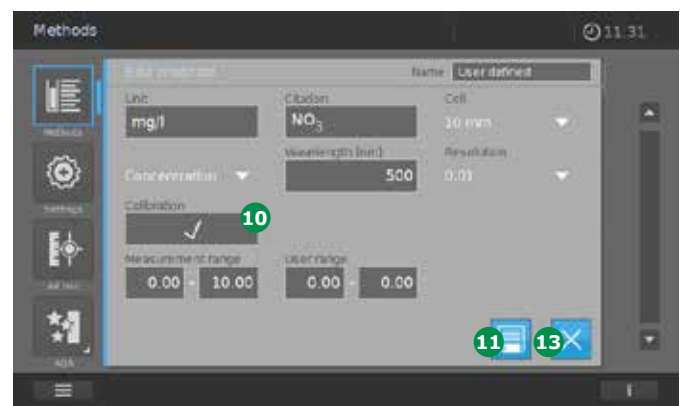 Methods
11:31
Edit method
Name User defined
Unit
Citation
Cell
mg/l
NO3
10 mm
Methods
Wavelength [nm]
Resolution
Concentration
500
0.01
Settings
Calibration
10
Measurement range
User range
0.00 - 10.00
0.00 - 0.00
11
13
AQA
i